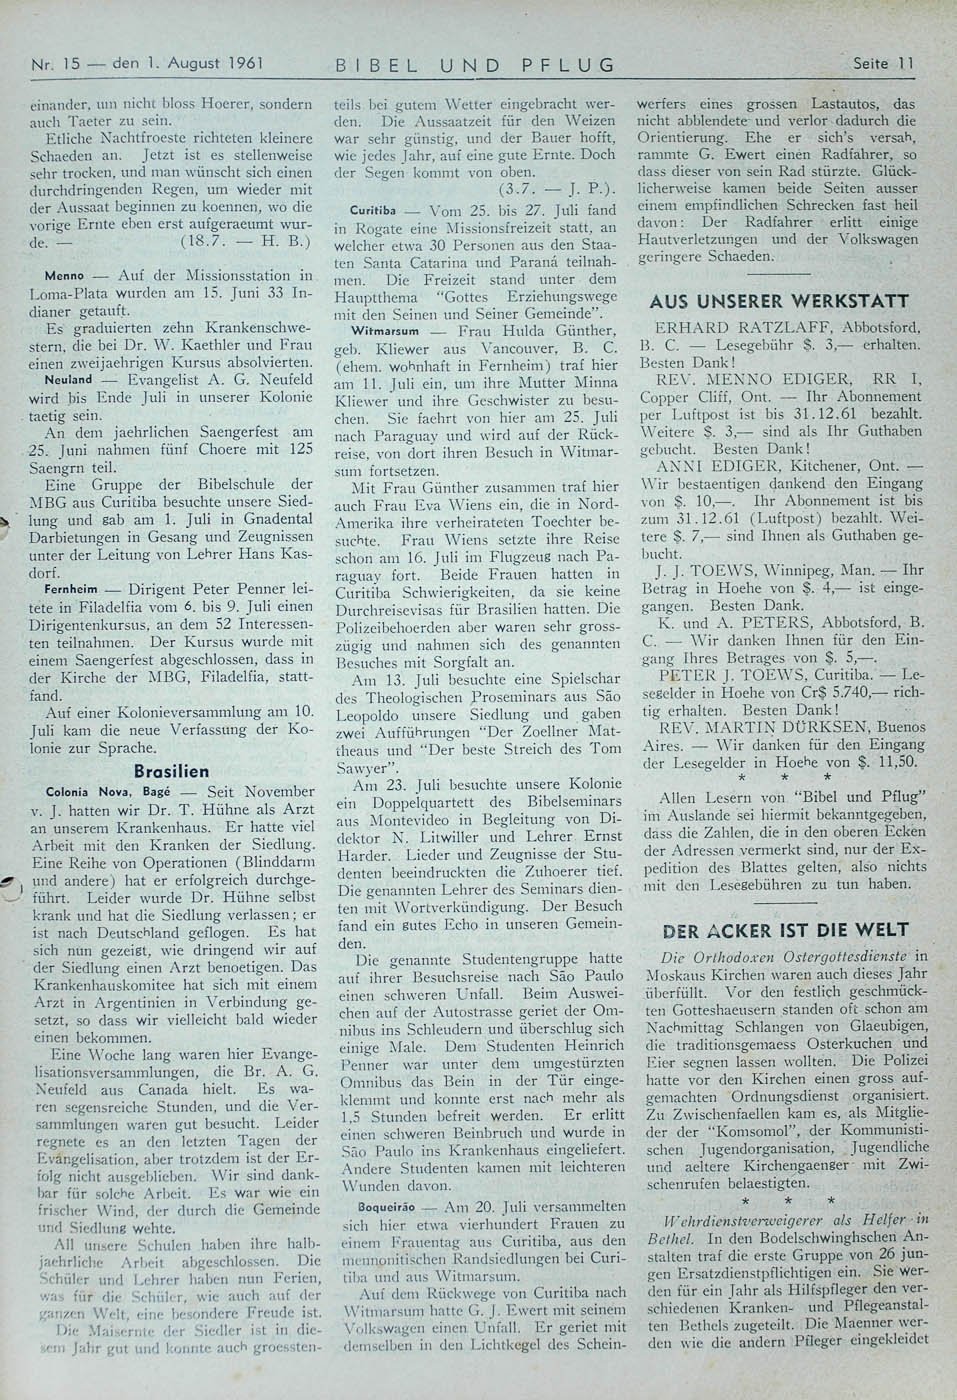 Nr. 15 — den 1. August 1961
BIBEL UND PFLUG
Seite 11
einander, um nicht bloss Hoerer, sondern
auch Taeter zu sein.
Etliche Nachtfroeste richteten kleinere
Schaeden an. Jetzt ist es stellenweise
sehr trocken, und man wünscht sich einen
durchdringenden Regen, um wieder mit
der Aussaat beginnen zu koennen, wo die
vorige Ernte eben erst aufgeraeumt wur-
de. — (18.7. — H. B.)
Menno — Auf der Missionsstation in
Loma-Plata wurden am 15. Juni 33 In-
dianer getauft.
Es graduierten zehn Krankenschwe-
stern, die bei Dr. W. Kaethler und Frau
einen zweijaehrigen Kursus absolvierten.
Neuland — Evangelist A. G. Neufeld
wird bis Ende Juli in unserer Kolonie
taetig sein.
An dem jaehrlichen Saengerfest am
25. Juni nahmen fünf Choere mit 125
Saengrn teil.
Eine Gruppe der Bibelschule der
MBG aus Curitiba besuchte unsere Sied-
lung und gab am 1. Juli in Gnadental
Darbietungen in Gesang und Zeugnissen
unter der Leitung von Lehrer Hans Kas-
dorf.
Fernheim — Dirigent Peter Penner lei-
tete in Filadelfia vom 6. bis 9. Juli einen
Dirigentenkursus, an dem 52 Interessen-
ten teilnahmen. Der Kursus wurde mit
einem Saengerfest abgeschlossen, dass in
der Kirche der MBG, Filadelfia, statt-
fand.
Auf einer Kolonieversammlung am 10.
Juli kam die neue Verfassung der Ko-
lonie zur Sprache.
Brasilien
Colonia Nova, Bagé — Seit November
v. J. hatten wir Dr. T. Hühne als Arzt
an unserem Krankenhaus. Er hatte viel
Arbeit mit den Kranken der Siedlung.
Eine Reihe von Operationen (Blinddarm
und andere) hat er erfolgreich durchge-
führt. Leider wurde Dr. Hühne selbst
krank und hat die Siedlung verlassen; er
ist nach Deutschland geflogen. Es hat
sich nun gezeigt, wie dringend wir auf
der Siedlung einen Arzt benoetigen. Das
Krankenhauskomitee hat sich mit einem
Arzt in Argentinien in Verbindung ge-
setzt, so dass wir vielleicht bald wieder
einen bekommen.
Eine Woche lang waren hier Evange-
lisationsversammlungen, die Br. A. G.
Neufeld aus Canada hielt. Es wa-
ren segensreiche Stunden, und die Ver-
sammlungen waren gut besucht. Leider
regnete es an den letzten Tagen der
Evangelisation, aber trotzdem ist der Er-
folg nicht ausgeblieben. Wir sind dank-
bar für solche Arbeit. Es war wie ein
frischer Wind, der durch die Gemeinde
und Siedlung wehte.
All unsere Schulen haben ihre halb-
jaehrliche Arbeit abgeschlossen. Die
Schüler und Lehrer haben nun Ferien,
was für die Schüler, wie auch auf der
ganzen Welt, eine besondere Freude ist.
Die Maisernte der Siedler ist in die-
sem Jahr gut und konnte auch groessten-
teils bei gutem Wetter eingebracht wer-
den. Die Aussaatzeit für den Weizen
war sehr günstig, und der Bauer hofft,
wie jedes Jahr, auf eine gute Ernte. Doch
der Segen kommt von oben.
(3.7. — J. P.).
Curitiba — Vom 25. bis 27. Juli fand
in Rogate eine Missionsfreizeit statt, an
welcher etwa 30 Personen aus den Staa-
ten Santa Catarina und Paraná teilnah-
men. Die Freizeit stand unter dem
Hauptthema "Gottes Erziehungswege
mit den Seinen und Seiner Gemeinde".
Witmarsum — Frau Hulda Günther,
geb. Kliewer aus Vancouver, B. C.
(ehem. wohnhaft in Fernheim) traf hier
am 11. Juli ein, um ihre Mutter Minna
Kliewer und ihre Geschwister zu besu-
chen. Sie faehrt von hier am 25. Juli
nach Paraguay und wird auf der Rück-
reise, von dort ihren Besuch in Witmar-
sum fortsetzen.
Mit Frau Günther zusammen traf hier
auch Frau Eva Wiens ein, die in Nord-
Amerika ihre verheirateten Toechter be-
suchte. Frau Wiens setzte ihre Reise
schon am 16. Juli im Flugzeug nach Pa-
raguay fort. Beide Frauen hatten in
Curitiba Schwierigkeiten, da sie keine
Durchreisevisas für Brasilien hatten. Die
Polizeibehoerden aber waren sehr gross-
zügig und nahmen sich des genannten
Besuches mit Sorgfalt an.
Am 13. Juli besuchte eine Spielschar
des Theologischen Proseminars aus São
Leopoldo unsere Siedlung und gaben
zwei Aufführungen "Der Zoellner Mat-
thaeus und "Der beste Streich des Tom
Sawyer".
Am 23. Juli besuchte unsere Kolonie
ein Doppelquartett des Bibelseminars
aus Montevideo in Begleitung von Di-
dektor N. Litwiller und Lehrer Ernst
Harder. Lieder und Zeugnisse der Stu-
denten beeindruckten die Zuhoerer tief.
Die genannten Lehrer des Seminars dien-
ten mit Wortverkündigung. Der Besuch
fand ein gutes Echo in unseren Gemein-
den.
Die genannte Studentengruppe hatte
auf ihrer Besuchsreise nach São Paulo
einen schweren Unfall. Beim Auswei-
chen auf der Autostrasse geriet der Om-
nibus ins Schleudern und überschlug sich
einige Male. Dem Studenten Heinrich
Penner war unter dem umgestürzten
Omnibus das Bein in der Tür einge-
klemmt und konnte erst nach mehr als
1,5 Stunden befreit werden. Er erlitt
einen schweren Beinbruch und wurde in
São Paulo ins Krankenhaus eingeliefert.
Andere Studenten kamen mit leichteren
Wunden davon.
Boqueirão — Am 20. Juli versammelten
sich hier etwa vierhundert Frauen zu
einem Frauentag aus Curitiba, aus den
mennonitischen Randsiedlungen bei Curi-
tiba und aus Witmarsum.
Auf dem Rückwege von Curitiba nach
Witmarsum hatte G. J. Ewert mit seinem
Volkswagen einen Unfall. Er geriet mit
demselben in den Lichtkegel des Schein-
werfers eines grossen Lastautos, das
nicht abblendete und verlor dadurch die
Orientierung. Ehe er sich's versah,
rammte G. Ewert einen Radfahrer, so
dass dieser von sein Rad stürzte. Glück-
licherweise kamen beide Seiten ausser
einem empfindlichen Schrecken fast heil
davon: Der Radfahrer erlitt einige
Hautverletzungen und der Volkswagen
geringere Schaeden.
AUS UNSERER WERKSTATT
ERHARD RATZLAFF, Abbotsford,
B. C. — Lesegebühr $. 3,— erhalten.
Besten Dank!
REV. MENNO EDIGER, RR 1,
Copper Cliff, Ont. — Ihr Abonnement
per Luftpost ist bis 31.12.61 bezahlt.
Weitere $. 3,— sind als Ihr Guthaben
gebucht. Besten Dank!
ANNI EDIGER, Kitchener, Ont. —
Wir bestaentigen dankend den Eingang
von $. 10,—. Ihr Abonnement ist bis
zum 31.12.61 (Luftpost) bezahlt. Wei-
tere $. 7,— sind Ihnen als Guthaben ge-
bucht.
J. J. TOEWS, Winnipeg, Man. — Ihr
Betrag in Hoehe von $. 4,— ist einge-
gangen. Besten Dank.
K. und A. PETERS, Abbotsford, B.
C. — Wir danken Ihnen für den Ein-
gang Ihres Betrages von $. 5,—.
PETER J. TOEWS, Curitiba. — Le-
segelder in Hoehe von Cr$ 5.740,— rich-
tig erhalten. Besten Dank!
REV. MARTIN DÜRKSEN, Buenos
Aires. — Wir danken für den Eingang
der Lesegelder in Hoehe von $. 11,50.
* * *
Allen Lesern von "Bibel und Pflug"
im Auslande sei hiermit bekanntgegeben,
dass die Zahlen, die in den oberen Ecken
der Adressen vermerkt sind, nur der Ex-
pedition des Blattes gelten, also nichts
mit den Lesegebühren zu tun haben.
DER ACKER IST DIE WELT
Die Orthodoxen Ostergottesdienste in
Moskaus Kirchen waren auch dieses Jahr
überfüllt. Vor den festlich geschmück-
ten Gotteshaeusern standen oft schon am
Nachmittag Schlangen von Glaeubigen,
die traditionsgemaess Osterkuchen und
Eier segnen lassen wollten. Die Polizei
hatte vor den Kirchen einen gross auf-
gemachten Ordnungsdienst organisiert.
Zu Zwischenfaellen kam es, als Mitglie-
der der "Komsomol", der Kommunisti-
schen Jugendorganisation, Jugendliche
und aeltere Kirchengaenger mit Zwi-
schenrufen belaestigten.
* * *
Wehrdienstverweigerer als Helfer in
Bethel. In den Bodelschwinghschen An-
stalten traf die erste Gruppe von 26 jun-
gen Ersatzdienstpflichtigen ein. Sie wer-
den für ein Jahr als Hilfspfleger den ver-
schiedenen Kranken- und Pflegeanstal-
ten Bethels zugeteilt. Die Maenner wer-
den wie die andern Pfleger eingekleidet